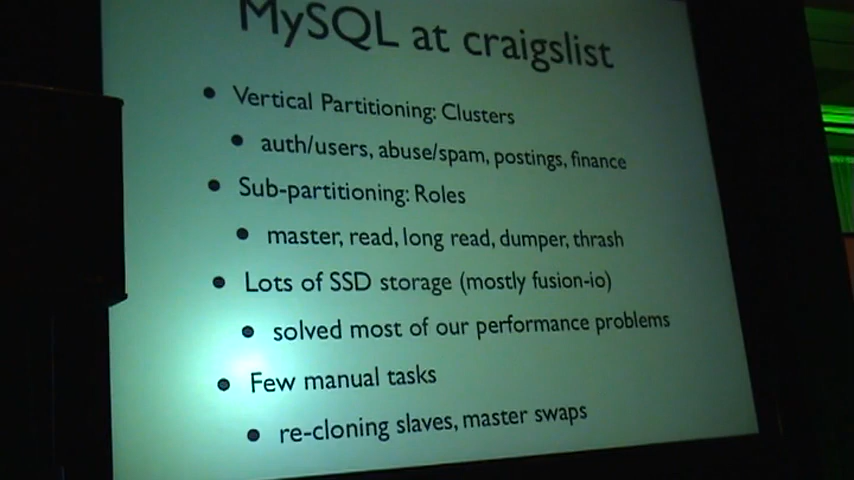 MySQL at craigslist
• Vertical Partitioning: Clusters
• auth/users, abuse/spam, postings, finance
• Sub-partitioning: Roles
• master, read, long read, dumper, thrash
• Lots of SSD storage (mostly fusion-io)
• solved most of our performance problems
• Few manual tasks
• re-cloning slaves, master swaps